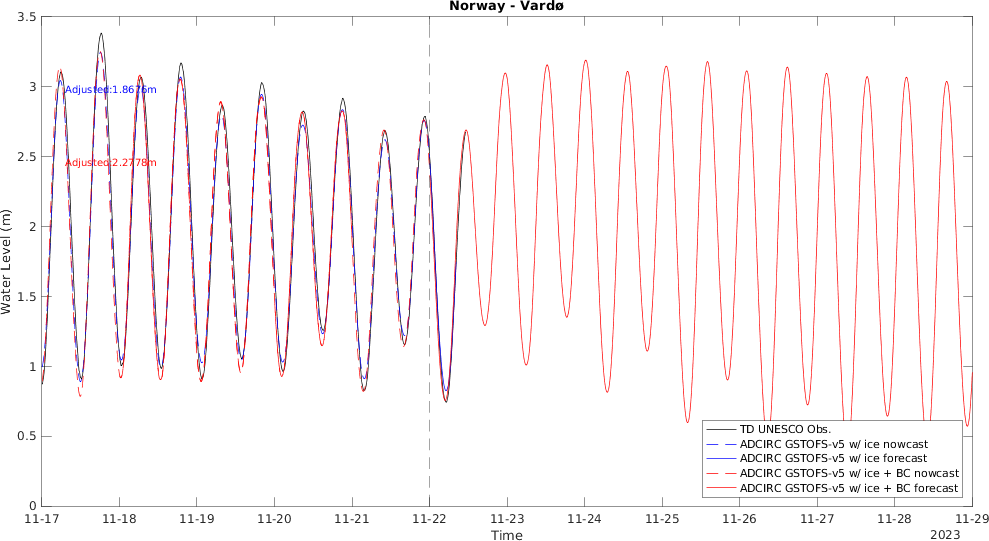 Norway - Vardø
3.5
3
2.5
2
1.5
1
0.5
0
Water Level (m)
Adjusted:1.8676m
Adjusted:2.2778m
TD UNESCO Obs.
ADCIRC GSTOFS-v5 w/ ice nowcast
ADCIRC GSTOFS-v5 w/ ice forecast
ADCIRC GSTOFS-v5 w/ ice + BC nowcast
ADCIRC GSTOFS-v5 w/ ice + BC forecast
11-17 11-18 11-19 11-20 11-21 11-22 11-23 11-24 11-25 11-26 11-27 11-28 11-29
Time
2023